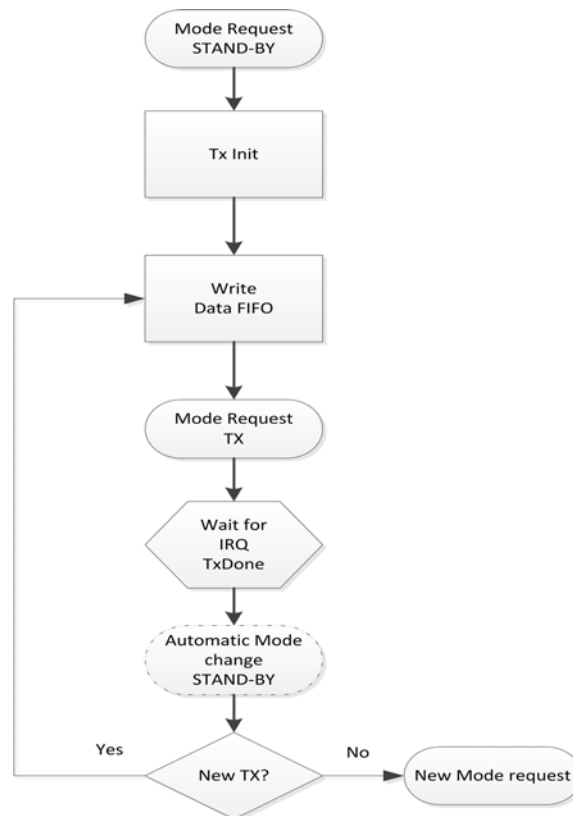 Mode Request
STAND-BY
Tx Init
Write
Data FIFO
Mode Request
TX
Wait for
IRQ
TxDone
Automatic Mode
change
STAND-BY
Yes
New TX?
No
New Mode request